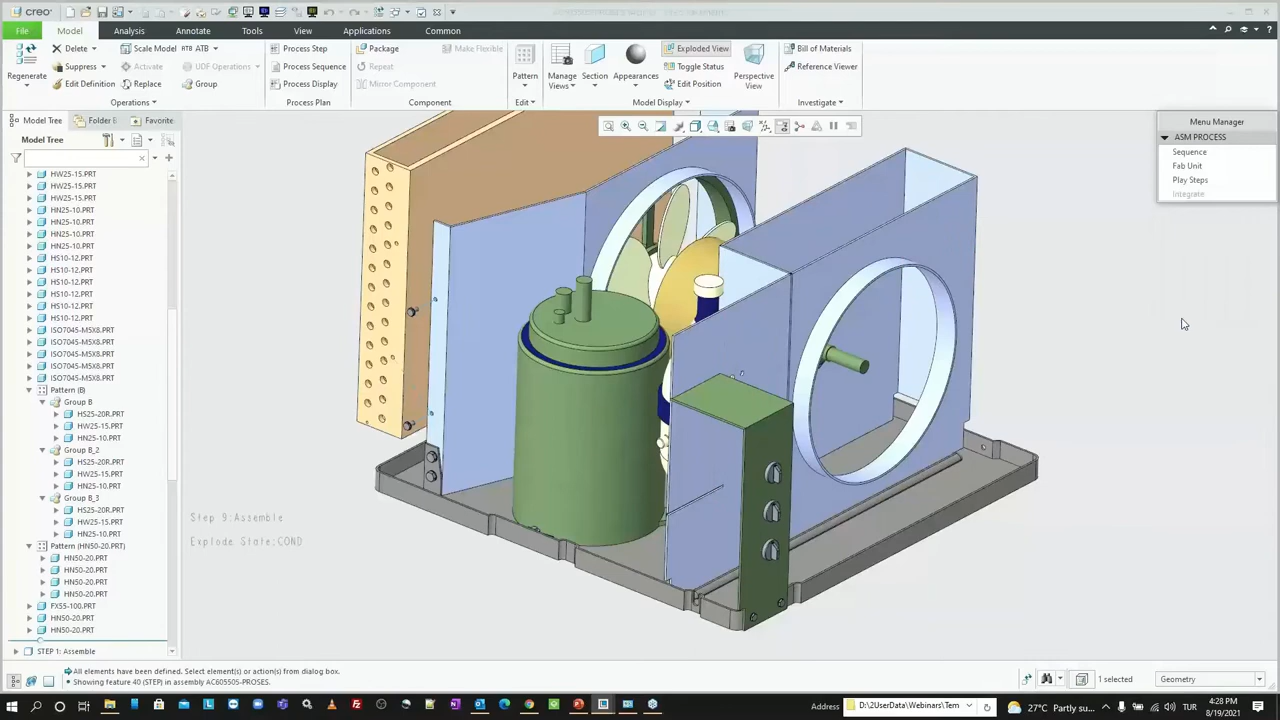 creo
File
Model
Analysis
Annotate
Tools
View
Applications
Common
Regenerate
Delete
Suppress
Edit Definition
Scale Model
Activate
Replace
RTB ATB
UDF Operations
Group
Operations
Process Step
Process Sequence
Process Display
Process Plan
Package
Repeat
Mirror Component
Make Flexible
Component
Pattern
Edit
Manage
Views
Section
Appearances
Exploded View
Toggle Status
Edit Position
Perspective
View
Model Display
Bill of Materials
Reference Viewer
Investigate
Model Tree
Folder B
Favorite
Model Tree
HW25-15.PRT
HW25-15.PRT
HW25-15.PRT
HN25-10.PRT
HN25-10.PRT
HN25-10.PRT
HN25-10.PRT
HS10-12.PRT
HS10-12.PRT
HS10-12.PRT
HS10-12.PRT
HS10-12.PRT
HS10-12.PRT
ISO7045-M5X8.PRT
ISO7045-M5X8.PRT
ISO7045-M5X8.PRT
ISO7045-M5X8.PRT
ISO7045-M5X8.PRT
Pattern (B)
Group B
HS25-20R.PRT
HW25-15.PRT
HN25-10.PRT
Group B_2
HS25-20R.PRT
HW25-15.PRT
HN25-10.PRT
Group B_3
HS25-20R.PRT
HW25-15.PRT
HN25-10.PRT
Pattern (HN50-20.PRT)
HN50-20.PRT
HN50-20.PRT
HN50-20.PRT
HN50-20.PRT
FX55-100.PRT
HN50-20.PRT
HN50-20.PRT
STEP 1: Assemble
Step 9:Assemble
Explode State:COND
Menu Manager
ASM PROCESS
Sequence
Fab Unit
Play Steps
Integrate
All elements have been defined. Select element(s) or action(s) from dialog box.
Showing feature 40 (STEP) in assembly AC605505-PROSES.
1 selected
Geometry
Address
D:\2UserData\Webinars\Tem
27°C Partly su...
TUR
4:28 PM
8/19/2021